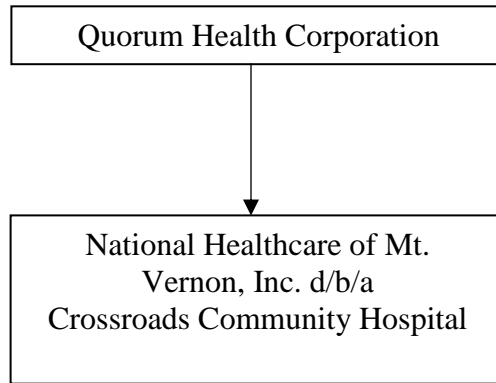 Quorum Health Corporation
National Healthcare of Mt.
Vernon, Inc. d/b/a
Crossroads Community Hospital